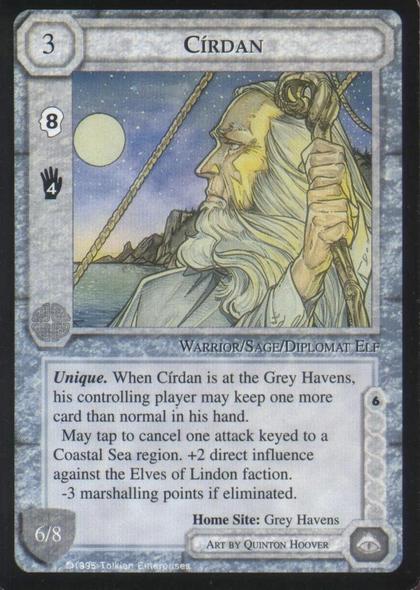 3
CÍRDAN
8
4
WARRIOR/SAGE/DIPLOMAT ELF
Unique. When Círdan is at the Grey Havens,
his controlling player may keep one more
card than normal in his hand.
May tap to cancel one attack keyed to a
Coastal Sea region. +2 direct influence
against the Elves of Lindon faction.
-3 marshalling points if eliminated.
6
Home Site: Grey Havens
6/8
ART BY QUINTON HOOVER
©1995 Tolkien Enterprises